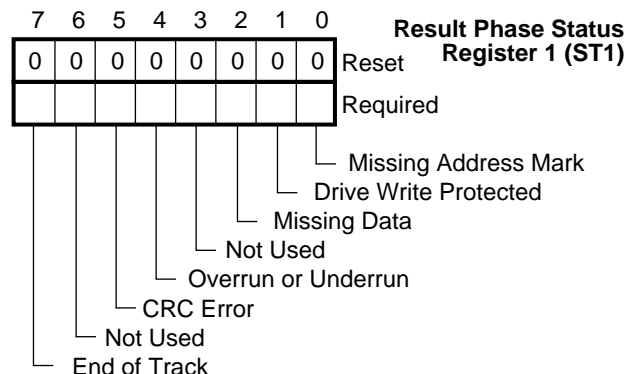 7 6 5 4 3 2 1 0
Result Phase Status
Register 1 (ST1)
0 0 0 0 0 0 0 0 Reset
Required
Missing Address Mark
Drive Write Protected
Missing Data
Not Used
Overrun or Underrun
CRC Error
Not Used
End of Track